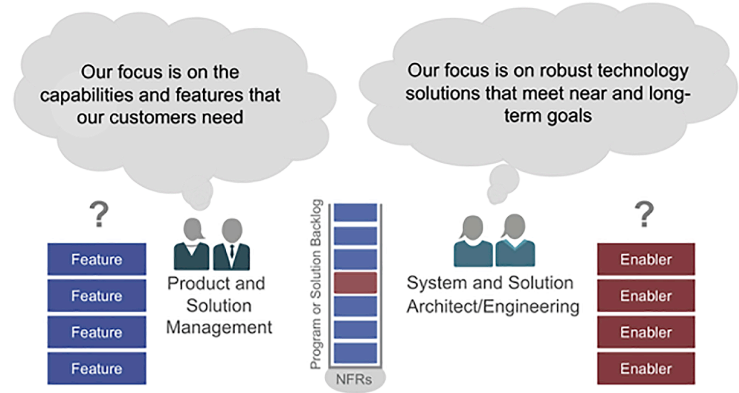 Our focus is on the
capabilities and features that
our customers need
Our focus is on robust technology
solutions that meet near and long-
term goals
?
Feature
Feature
Feature
Feature
Product and
Solution
Management
Program or Solution Backlog
NFRs
System and Solution
Architect/Engineering
?
Enabler
Enabler
Enabler
Enabler